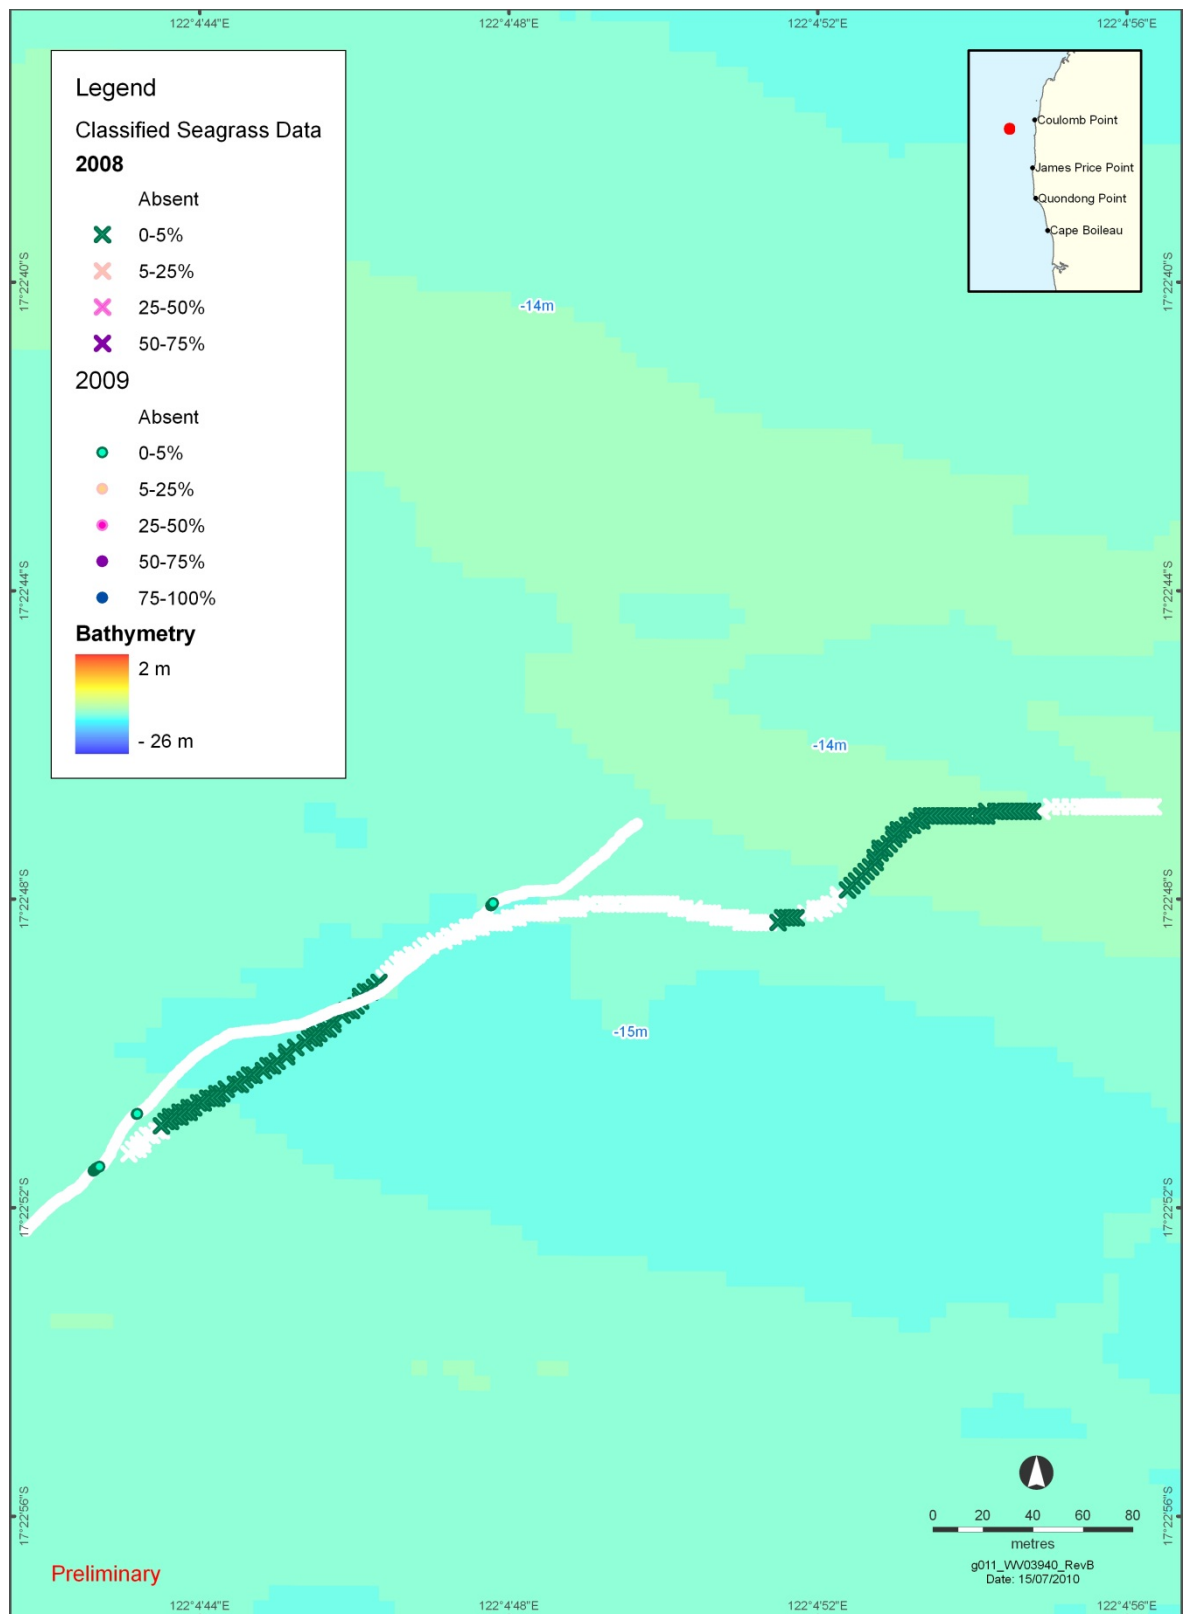 122°4'44"E 122°4'48"E 122°4'52"E 122°4'56"E
Legend
Classified Seagrass Data
2008
Absent
0-5%
5-25%
25-50%
50-75%
2009
Absent
0-5%
5-25%
25-50%
50-75%
75-100%
Bathymetry
2 m
- 26 m
Coulomb Point
James Price Point
Quondong Point
Cape Boileau
17°22'40"S 17°22'40"S
-14m
17°22'44"S 17°22'44"S
-14m
17°22'48"S 17°22'48"S
-15m
17°22'52"S 17°22'52"S
17°22'56"S 17°22'56"S
0 20 40 60 80
metres
g011_WV03940_RevB
Date: 15/07/2010
Preliminary
122°4'44"E 122°4'48"E 122°4'52"E 122°4'56"E